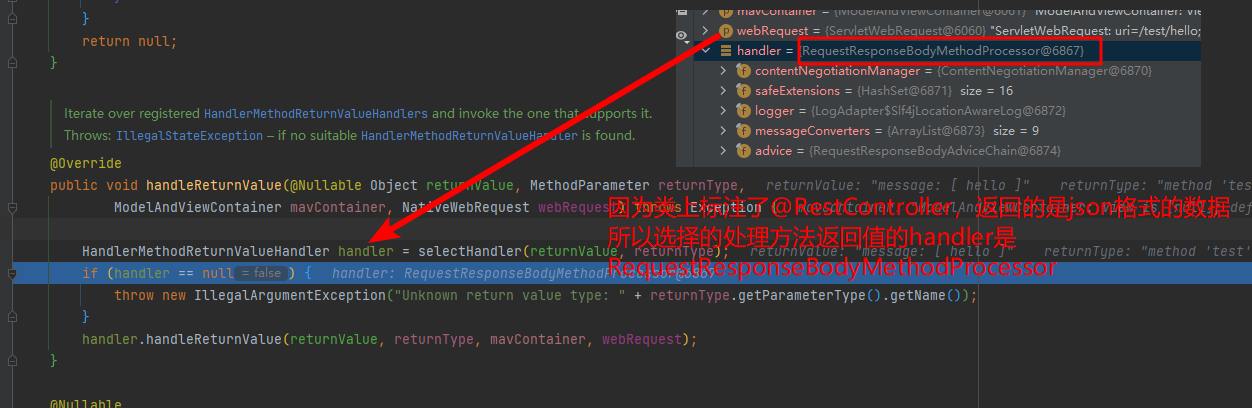 }
return null;
}
mavContainer = {ModelAndViewContainer@6061} "ModelAndViewContainer: Vie
webRequest = {ServletWebRequest@6060} "ServletWebRequest: uri=/test/hello;
handler = {RequestResponseBodyMethodProcessor@6867}
contentNegotiationManager = {ContentNegotiationManager@6870}
safeExtensions = {HashSet@6871} size = 16
logger = {LogAdapter$Slf4jLocationAwareLog@6872}
messageConverters = {ArrayList@6873} size = 9
advice = {RequestResponseBodyAdviceChain@6874}
Iterate over registered HandlerMethodReturnValueHandlers and invoke the one that supports it.
Throws: IllegalStateException – if no suitable HandlerMethodReturnValueHandler is found.
@Override
public void handleReturnValue(@Nullable Object returnValue, MethodParameter returnType, returnValue: "message: [ hello ]" returnType: "method 'tes
ModelAndViewContainer mavContainer, NativeWebRequest webRequest) throws Exception {
因为类上标注了@RestController，返回的是json格式的数据
所以选择的处理方法返回值的handler是
RequestResponseBodyMethodProcessor
HandlerMethodReturnValueHandler handler = selectHandler(returnValue, returnType); returnType: "method 'test'
if (handler == null = false ) { handler: RequestResponseBodyMethodProcessor@6867
throw new IllegalArgumentException("Unknown return value type: " + returnType.getParameterType().getName());
}
handler.handleReturnValue(returnValue, returnType, mavContainer, webRequest);
}
@Nullable